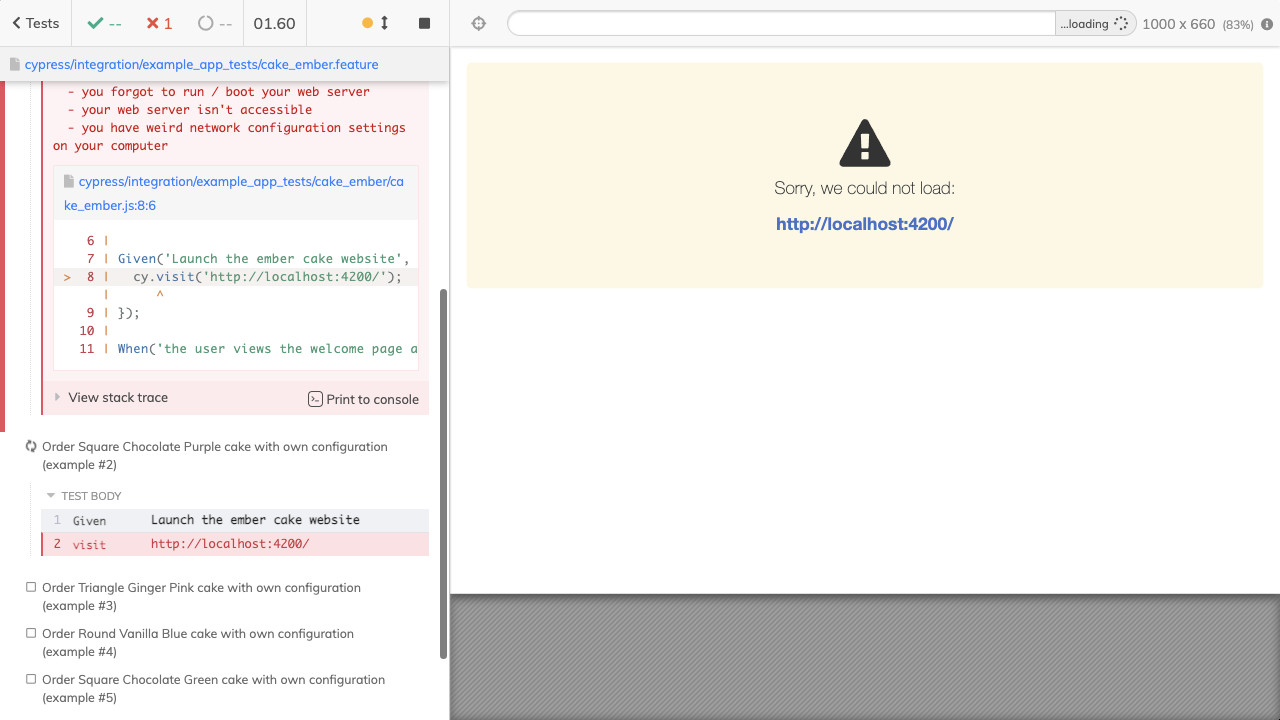 Tests
--
1
--
01.60
...loading
1000 x 660 (83%)
cypress/integration/example_app_tests/cake_ember.feature
- you forgot to run / boot your web server
- your web server isn't accessible
- you have weird network configuration settings
on your computer
cypress/integration/example_app_tests/cake_ember/ca
ke_ember.js:8:6
6 |
7 | Given('Launch the ember cake website',
> 8 |   cy.visit('http://localhost:4200/');
|      ^
9 | });
10 |
11 | When('the user views the welcome page a
View stack trace
Print to console
Order Square Chocolate Purple cake with own configuration
(example #2)
TEST BODY
1 Given Launch the ember cake website
2 visit http://localhost:4200/
Order Triangle Ginger Pink cake with own configuration
(example #3)
Order Round Vanilla Blue cake with own configuration
(example #4)
Order Square Chocolate Green cake with own configuration
(example #5)
Sorry, we could not load:
http://localhost:4200/